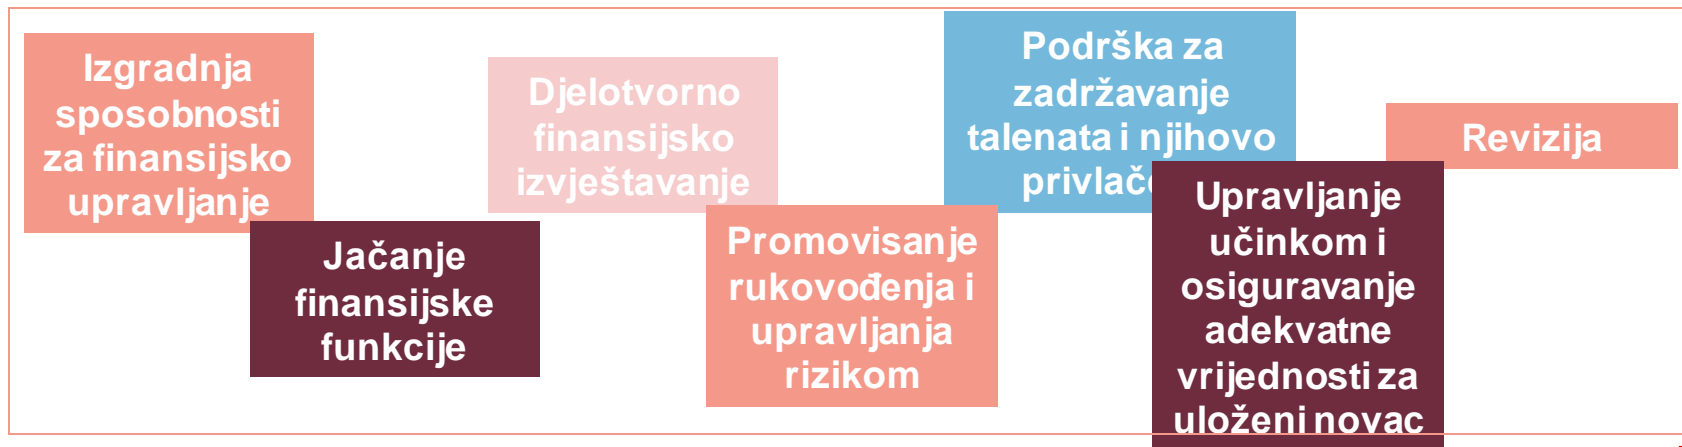 Izgradnja
sposobnosti
za finansijsko
upravljanje
Jačanje
finansijske
funkcije
Djelotvorno
finansijsko
izvještavanje
Promovisanje
rukovođenja i
upravljanja
rizikom
Podrška za
zadržavanje
talenata i njihovo
Upravljanje
učinkom i
osiguravanje
adekvatne
vrijednosti za
uloženi novac
Revizija